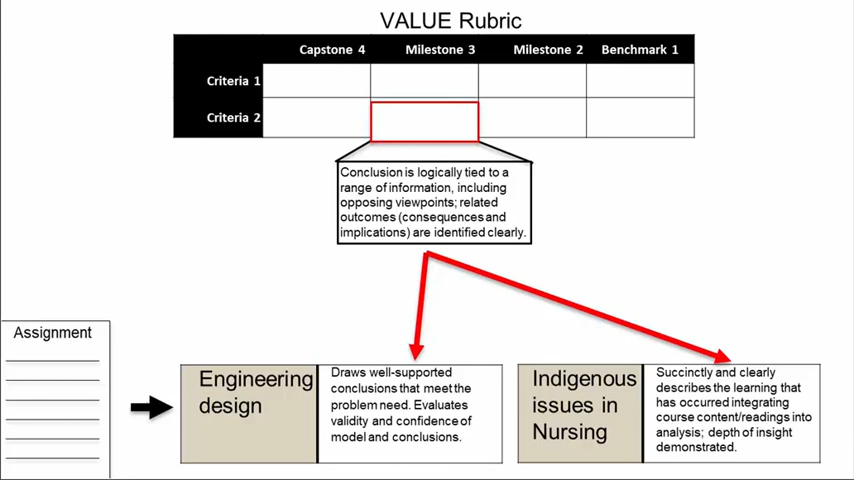 VALUE Rubric
Capstone 4 Milestone 3 Milestone 2 Benchmark 1
Criteria 1
Criteria 2
Conclusion is logically tied to a
range of information, including
opposing viewpoints; related
outcomes (consequences and
implications) are identified clearly.
Assignment
Engineering
design
Draws well-supported
conclusions that meet the
problem need. Evaluates
validity and confidence of
model and conclusions.
Indigenous
issues in
Nursing
Succinctly and clearly
describes the learning that
has occurred integrating
course content/readings into
analysis; depth of insight
demonstrated.